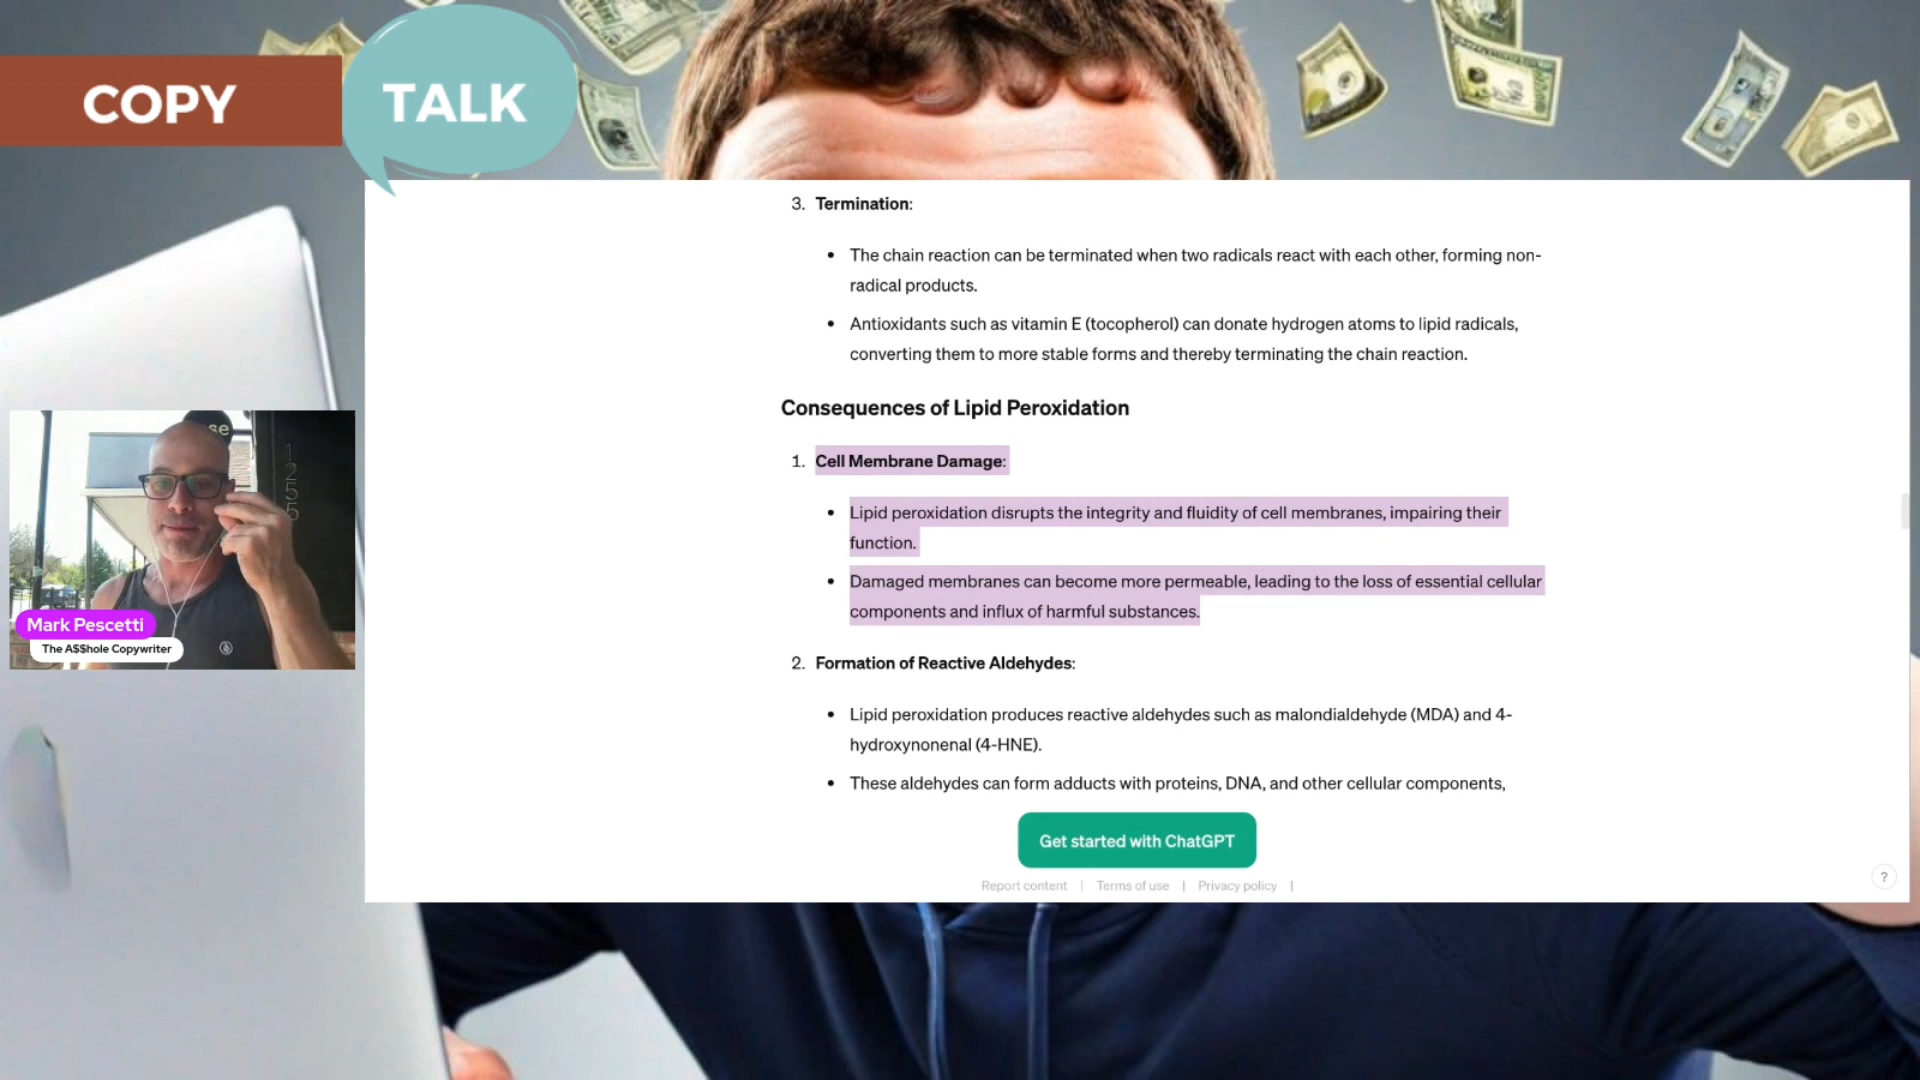 COPY TALK
3. Termination:
• The chain reaction can be terminated when two radicals react with each other, forming non-
radical products.
• Antioxidants such as vitamin E (tocopherol) can donate hydrogen atoms to lipid radicals,
converting them to more stable forms and thereby terminating the chain reaction.
Consequences of Lipid Peroxidation
1. Cell Membrane Damage:
• Lipid peroxidation disrupts the integrity and fluidity of cell membranes, impairing their
function.
• Damaged membranes can become more permeable, leading to the loss of essential cellular
components and influx of harmful substances.
2. Formation of Reactive Aldehydes:
• Lipid peroxidation produces reactive aldehydes such as malondialdehyde (MDA) and 4-
hydroxynonenal (4-HNE).
• These aldehydes can form adducts with proteins, DNA, and other cellular components,
Get started with ChatGPT
Report content | Terms of use | Privacy policy |
?
se
1255
Mark Pescetti
The A$$hole Copywriter